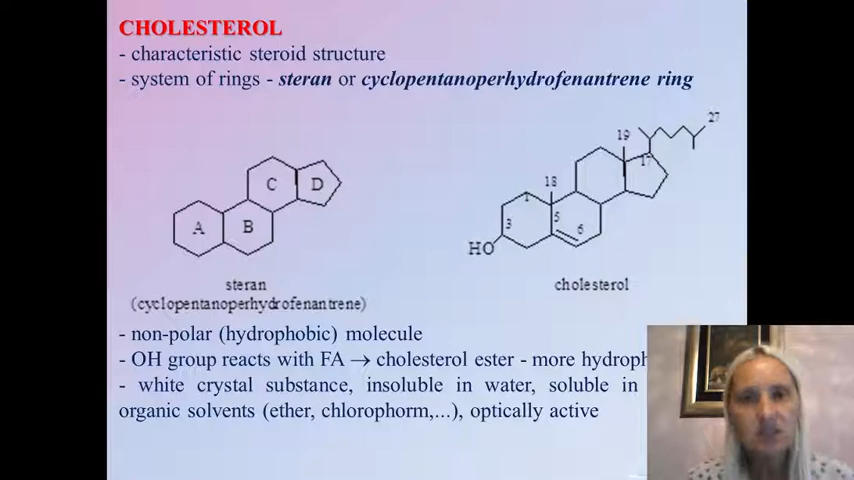 CHOLESTEROL
- characteristic steroid structure
- system of rings - steran or cyclopentanoperhydrofenantrene ring
27
19
C
D
17
18
1
A
B
3
5
6
HO
steran
cholesterol
(cyclopentanoperhydrofenantrene)
- non-polar (hydrophobic) molecule
- OH group reacts with FA → cholesterol ester - more
- white crystal substance, insoluble in water, soluble in
organic solvents (ether, chlorophorm,...), optically active